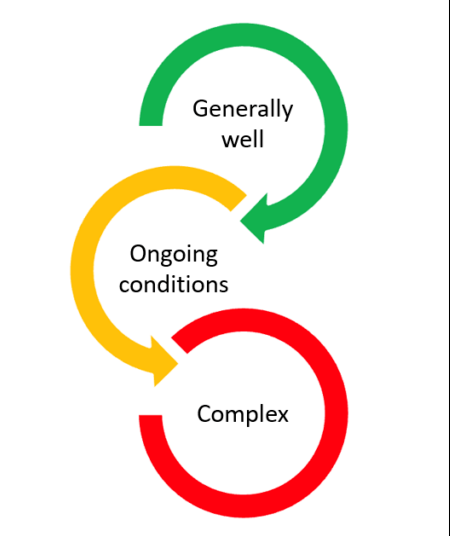 Generally
well
Ongoing
conditions
Complex